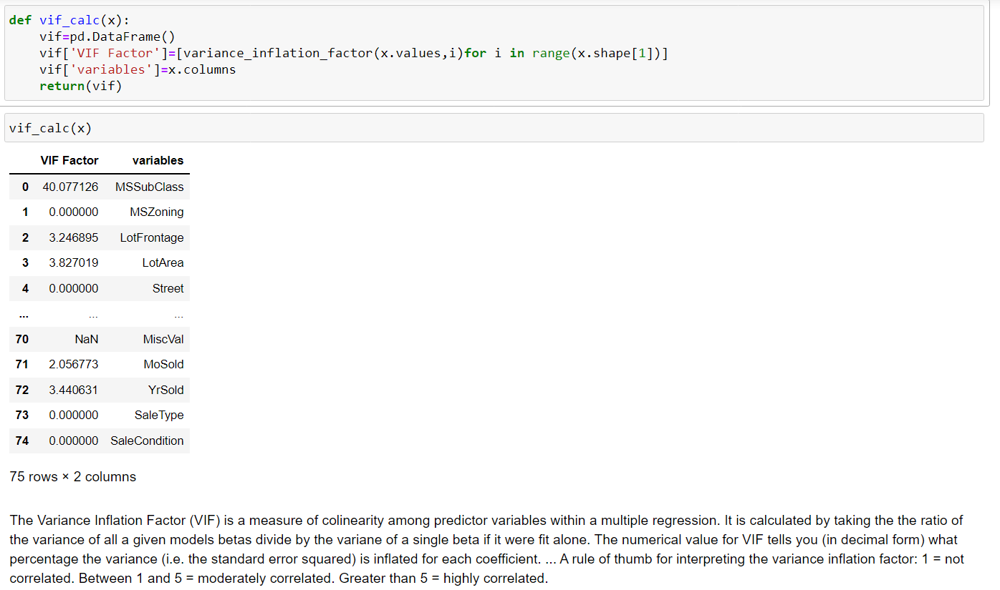 def vif_calc(x):
    vif=pd.DataFrame()
    vif['VIF Factor']=[variance_inflation_factor(x.values,i)for i in range(x.shape[1])]
    vif['variables']=x.columns
    return(vif)
vif_calc(x)
VIF Factor variables
0 40.077126 MSSubClass
1 0.000000 MSZoning
2 3.246895 LotFrontage
3 3.827019 LotArea
4 0.000000 Street
... ... ...
70 NaN MiscVal
71 2.056773 MoSold
72 3.440631 YrSold
73 0.000000 SaleType
74 0.000000 SaleCondition
75 rows × 2 columns
The Variance Inflation Factor (VIF) is a measure of colinearity among predictor variables within a multiple regression. It is calculated by taking the the ratio of
the variance of all a given models betas divide by the variane of a single beta if it were fit alone. The numerical value for VIF tells you (in decimal form) what
percentage the variance (i.e. the standard error squared) is inflated for each coefficient. ... A rule of thumb for interpreting the variance inflation factor: 1 = not
correlated. Between 1 and 5 = moderately correlated. Greater than 5 = highly correlated.